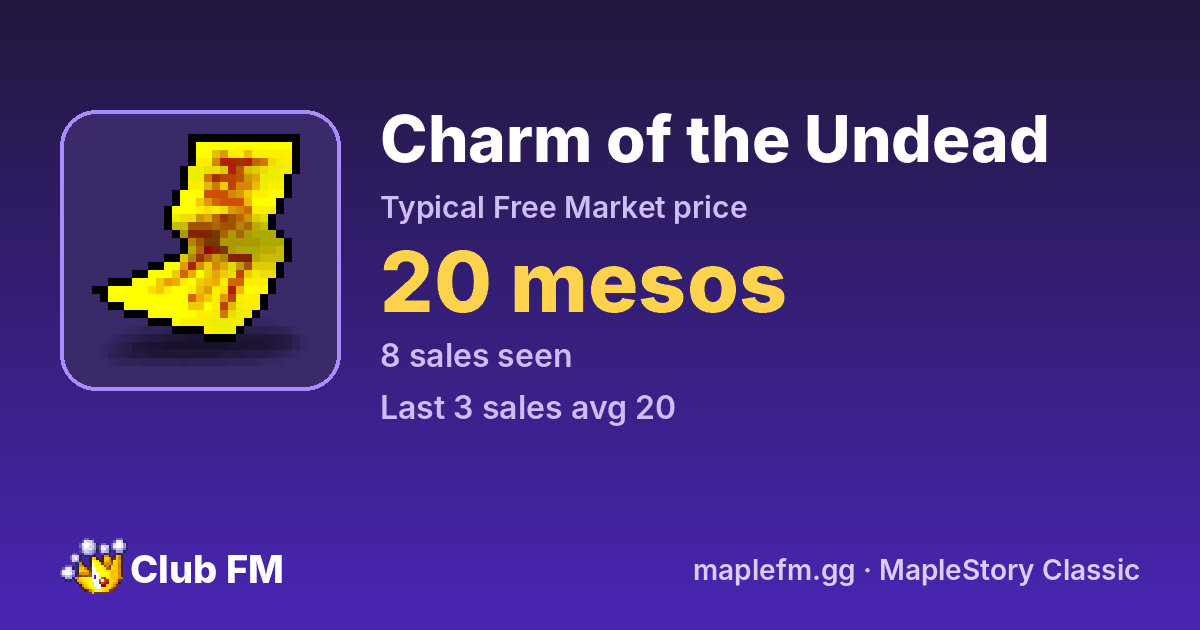 Charm of the Undead
Typical Free Market price
20 mesos
8 sales seen
Last 3 sales avg 20
Club FM
maplefm.gg · MapleStory Classic